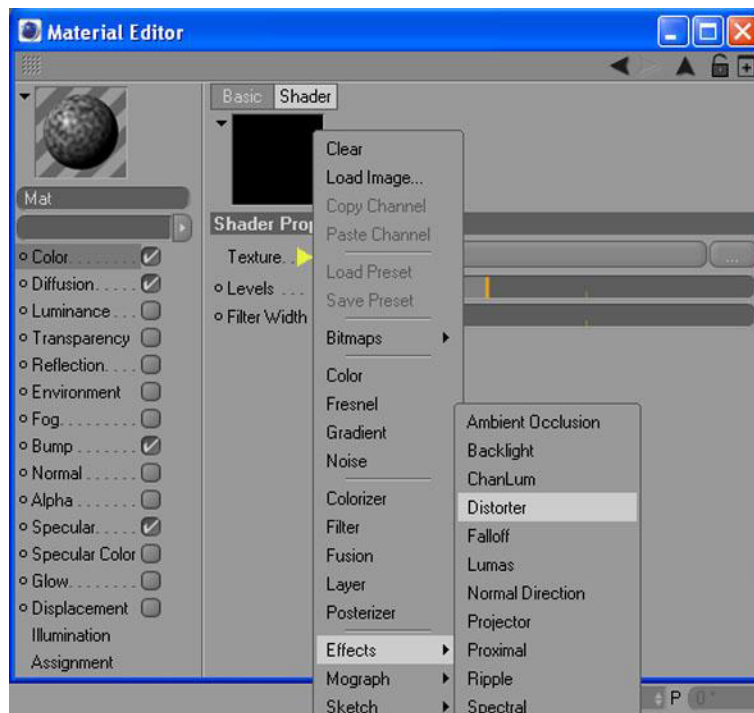 Material Editor
Basic Shader
Mat
Shader Prop
Texture. .
...
Levels . . .
Filter Width
Color. . . . . . . .
Diffusion. . . . .
Luminance . . .
Transparency
Reflection. . . .
Environment
Fog. . . . . . . . .
Bump . . . . . . .
Normal . . . . . .
Alpha . . . . . . .
Specular. . . . .
Specular Color
Glow. . . . . . . .
Displacement
Illumination
Assignment
Clear
Load Image...
Copy Channel
Paste Channel
Load Preset
Save Preset
Bitmaps
Color
Fresnel
Gradient
Noise
Colorizer
Filter
Fusion
Layer
Posterizer
Effects
Mograph
Sketch
Ambient Occlusion
Backlight
ChanLum
Distorter
Falloff
Lumas
Normal Direction
Projector
Proximal
Ripple
Spectral
P 0 °